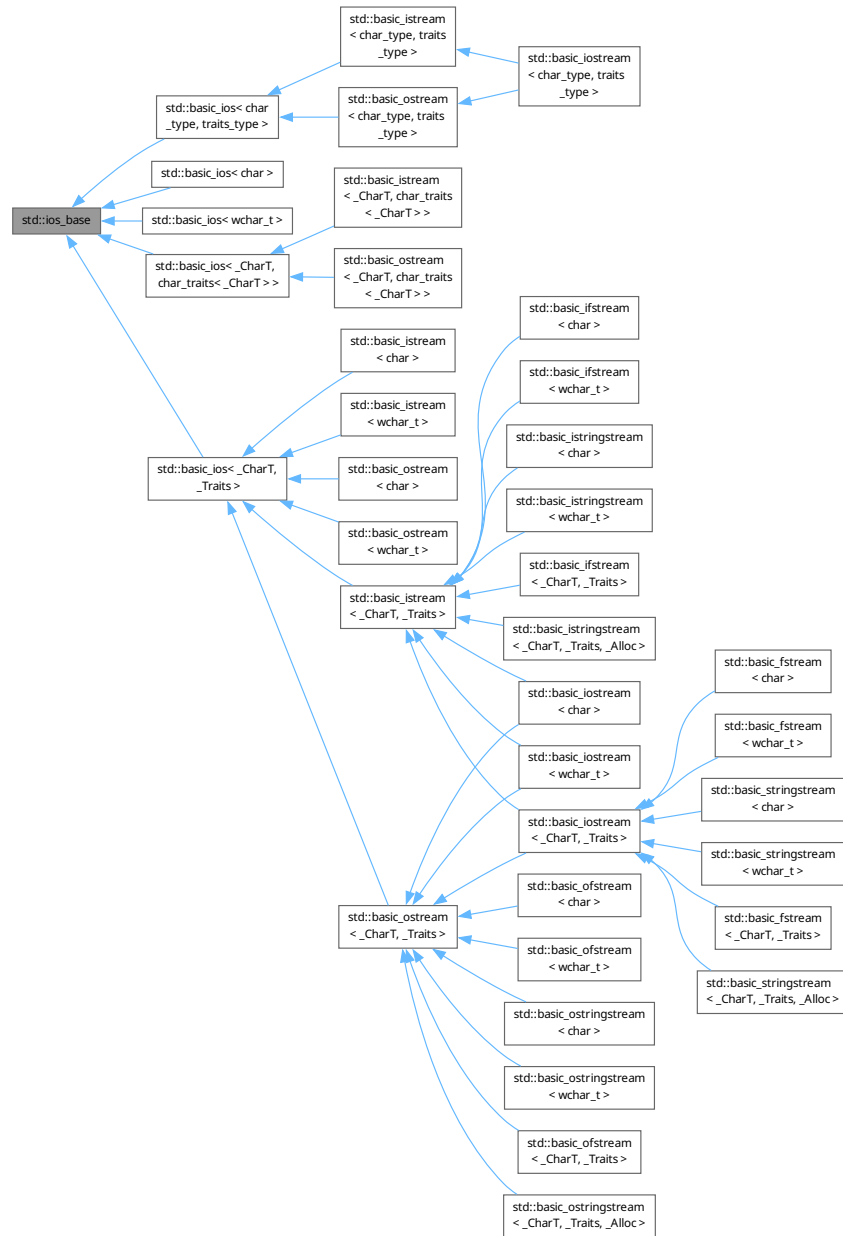 std::basic_istream
< char_type, traits
_type >
std::basic_iostream
< char_type, traits
_type >
std::basic_ios< char
_type, traits_type >
std::basic_ostream
< char_type, traits
_type >
std::basic_ios< char >
std::basic_istream
< _CharT, char_traits
< _CharT > >
std::ios_base
std::basic_ios< wchar_t >
std::basic_ios< _CharT,
char_traits< _CharT > >
std::basic_ostream
< _CharT, char_traits
< _CharT > >
std::basic_ifstream
< char >
std::basic_istream
< char >
std::basic_ifstream
< wchar_t >
std::basic_istream
< wchar_t >
std::basic_istringstream
< char >
std::basic_ios< _CharT,
_Traits >
std::basic_ostream
< char >
std::basic_istringstream
< wchar_t >
std::basic_ostream
< wchar_t >
std::basic_ifstream
< _CharT, _Traits >
std::basic_istream
< _CharT, _Traits >
std::basic_istringstream
< _CharT, _Traits, _Alloc >
std::basic_fstream
< char >
std::basic_iostream
< char >
std::basic_fstream
< wchar_t >
std::basic_iostream
< wchar_t >
std::basic_stringstream
< char >
std::basic_iostream
< _CharT, _Traits >
std::basic_stringstream
< wchar_t >
std::basic_ofstream
< char >
std::basic_ostream
< _CharT, _Traits >
std::basic_fstream
< _CharT, _Traits >
std::basic_ofstream
< wchar_t >
std::basic_stringstream
< _CharT, _Traits, _Alloc >
std::basic_ostringstream
< char >
std::basic_ostringstream
< wchar_t >
std::basic_ofstream
< _CharT, _Traits >
std::basic_ostringstream
< _CharT, _Traits, _Alloc >